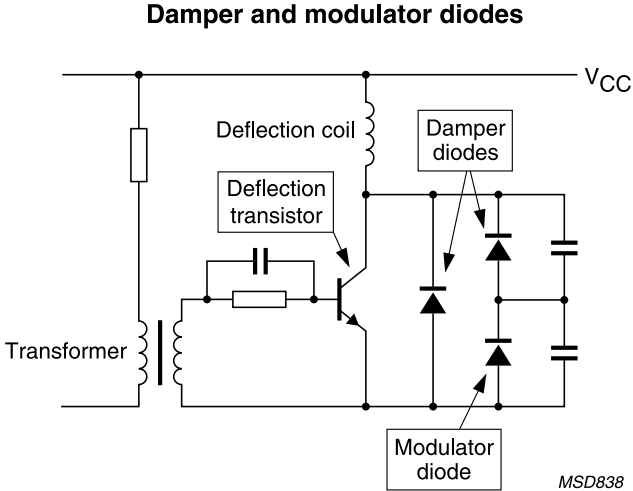 Damper and modulator diodes
VCC
Deflection coil
Damper
diodes
Deflection
transistor
Transformer
Modulator
diode
MSD838